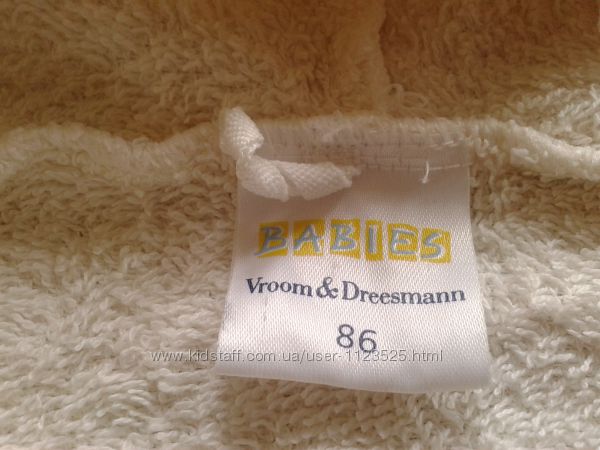 BABIES
Vroom & Dreesmann
86
www.kidstaff.com.ua/user-1123525.html